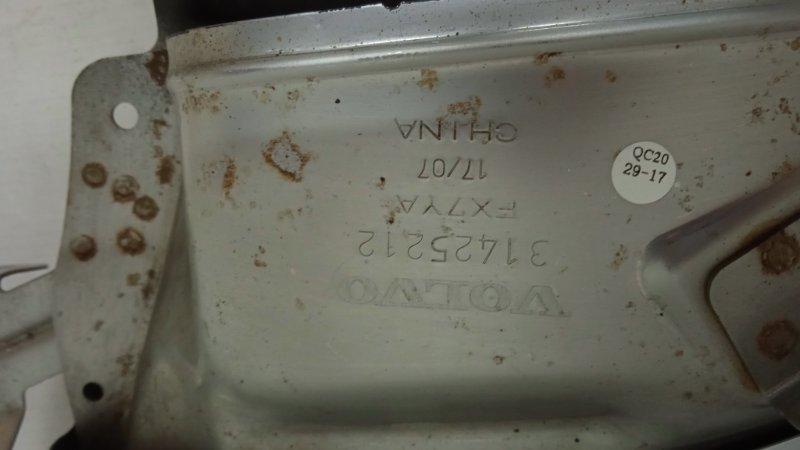 VOLVO
31425212
FX7YA
17/07
CHINA
QC20
29-17